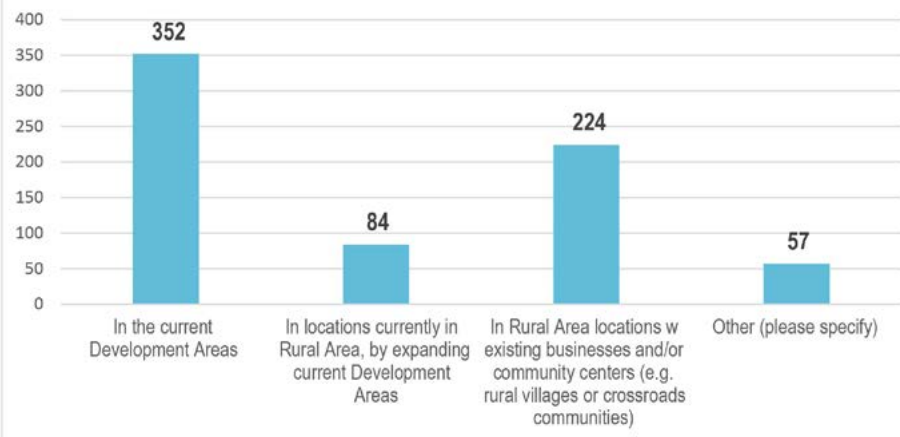 400
350
300
250
200
150
100
50
0
352
84
224
57
In the current
Development Areas
In locations currently in
Rural Area, by expanding
current Development
Areas
In Rural Area locations w
existing businesses and/or
community centers (e.g.
rural villages or crossroads
communities)
Other (please specify)